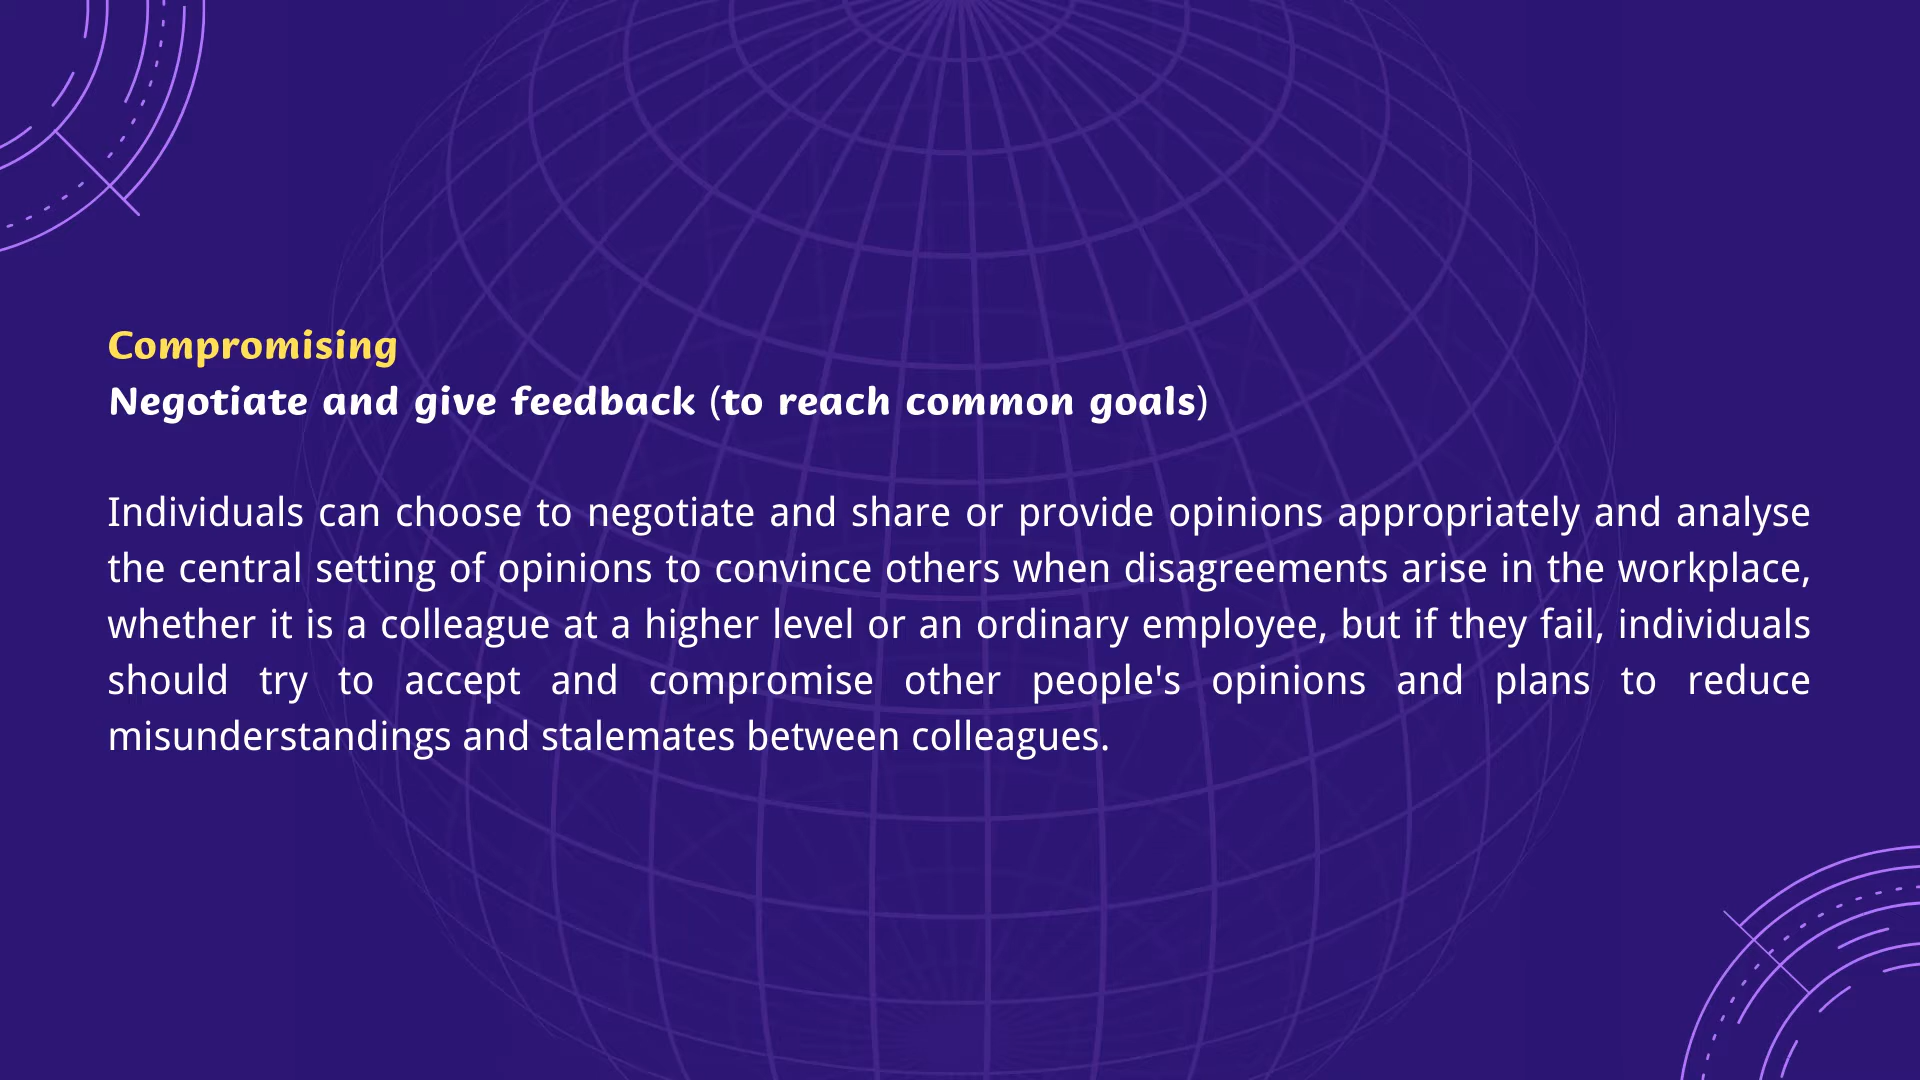 Compromising
Negotiate and give feedback (to reach common goals)
Individuals can choose to negotiate and share or provide opinions appropriately and analyse
the central setting of opinions to convince others when disagreements arise in the workplace,
whether it is a colleague at a higher level or an ordinary employee, but if they fail, individuals
should try to accept and compromise other people's opinions and plans to reduce
misunderstandings and stalemates between colleagues.